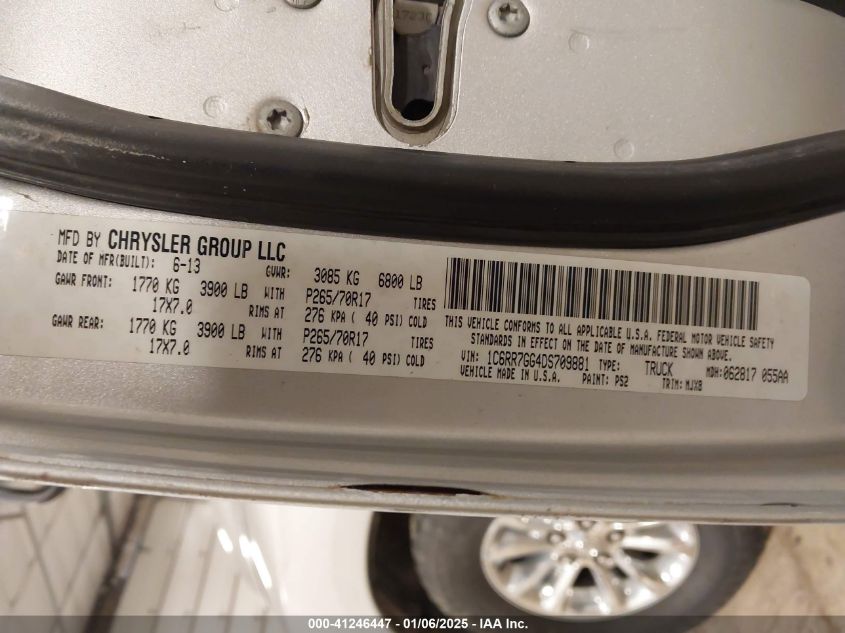 MFD BY CHRYSLER GROUP LLC
DATE OF MFR(BUILT): 6-13 GVWR: 3085 KG 6800 LB
GAWR FRONT: 1770 KG 3900 LB WITH P265/70R17 TIRES
17X7.0 RIMS AT 276 KPA ( 40 PSI) COLD
GAWR REAR: 1770 KG 3900 LB WITH P265/70R17 TIRES
17X7.0 RIMS AT 276 KPA ( 40 PSI) COLD
THIS VEHICLE CONFORMS TO ALL APPLICABLE U.S.A. FEDERAL MOTOR VEHICLE SAFETY
STANDARDS IN EFFECT ON THE DATE OF MANUFACTURE SHOWN ABOVE.
VIN: 1C6RR7GG4DS709881 TYPE: TRUCK MDH: 062817 055AA
VEHICLE MADE IN U.S.A. PAINT: PS2 TRIM: MJX8
000-41246447 - 01/06/2025 - IAA Inc.